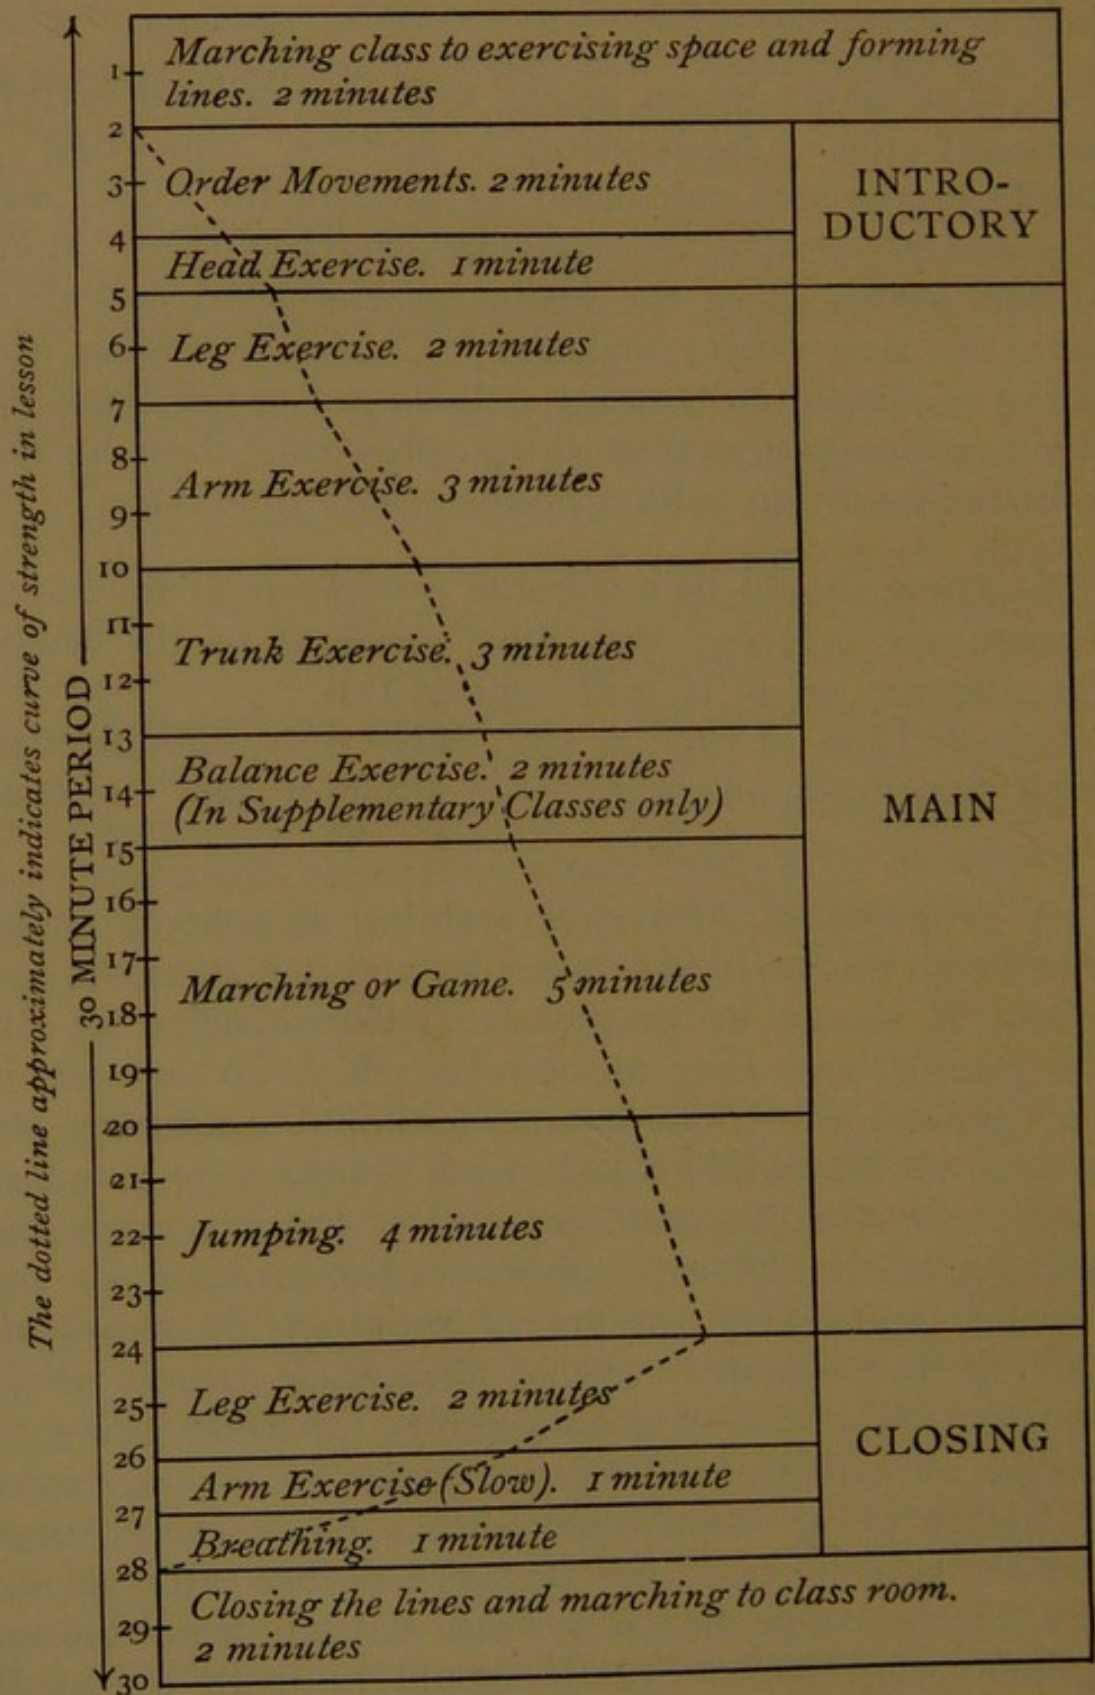 Marching class to exercising space and forming
lines. 2 minutes
1
2
Order Movements. 2 minutes
3
INTRO-
DUCTORY
4
Head Exercise. 1 minute
5
Leg Exercise. 2 minutes
6
7
8
Arm Exercise. 3 minutes
9
10
11
Trunk Exercise. 3 minutes
12
13
Balance Exercise. 2 minutes
14
(In Supplementary Classes only)
MAIN
15
16
17
Marching or Game. 5 minutes
18
19
20
21
22
Jumping. 4 minutes
23
24
25
Leg Exercise. 2 minutes
26
CLOSING
Arm Exercise (Slow). 1 minute
27
Breathing. 1 minute
28
Closing the lines and marching to class room.
29
2 minutes
30
30 MINUTE PERIOD
The dotted line approximately indicates curve of strength in lesson